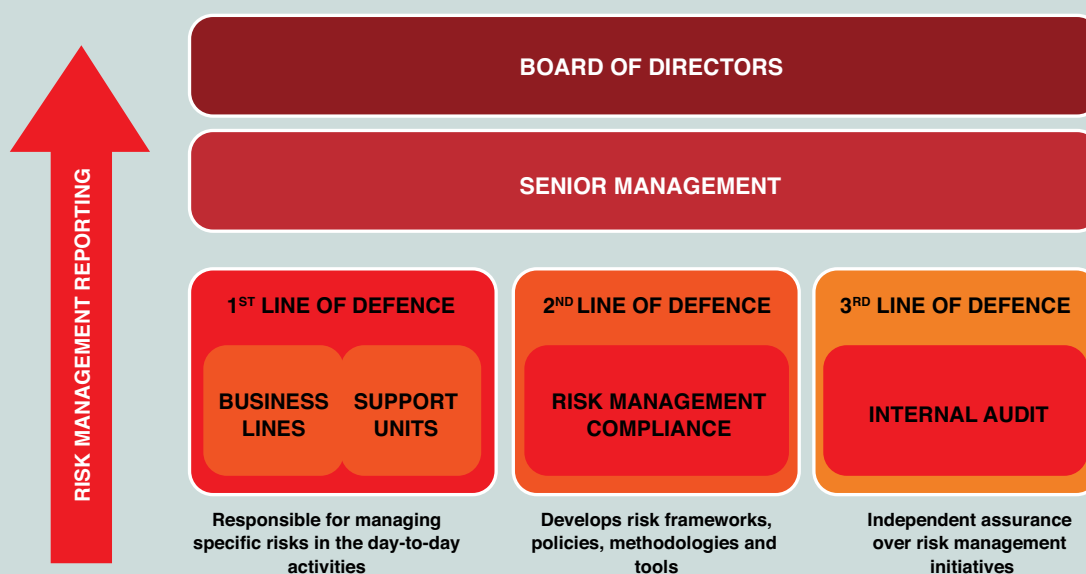 BOARD OF DIRECTORS
SENIOR MANAGEMENT
RISK MANAGEMENT REPORTING
1ST LINE OF DEFENCE
BUSINESS
LINES
SUPPORT
UNITS
Responsible for managing
specific risks in the day-to-day
activities
2ND LINE OF DEFENCE
RISK MANAGEMENT
COMPLIANCE
Develops risk frameworks,
policies, methodologies and
tools
3RD LINE OF DEFENCE
INTERNAL AUDIT
Independent assurance
over risk management
initiatives